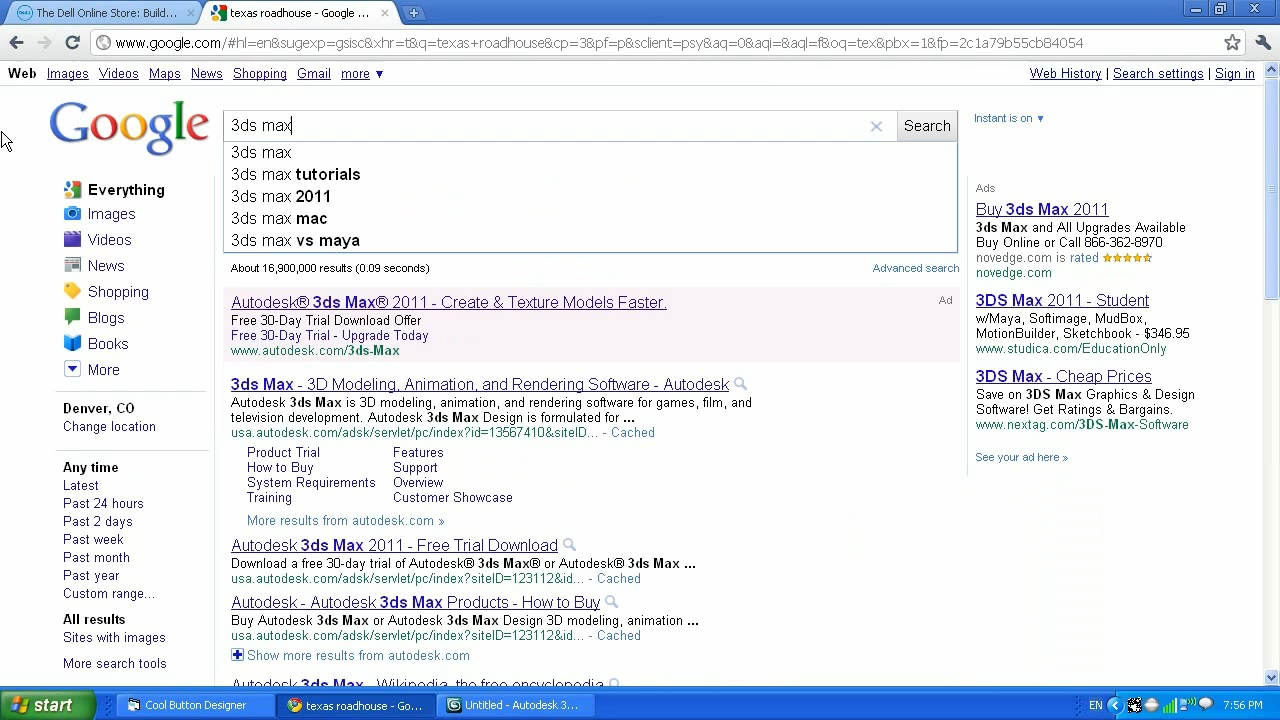 The Dell Online Store: Build...
texas roadhouse - Google ...
www.google.com/#hl=en&sugexp=gsisc&xhr=t&q=texas+roadhouse&cp=3&pf=p&sclient=psy&aq=0&aqi=&aql=f&oq=tex&pbx=1&fp=2c1a79b55cb84054
Web Images Videos Maps News Shopping Gmail more ▼
Web History | Search settings | Sign in
Google
3ds max
Search
Instant is on ▼
3ds max
3ds max tutorials
3ds max 2011
3ds max mac
3ds max vs maya
Everything
Images
Videos
News
Shopping
Blogs
Books
More
Denver, CO
Change location
Any time
Latest
Past 24 hours
Past 2 days
Past week
Past month
Past year
Custom range...
All results
Sites with images
More search tools
About 16,900,000 results (0.09 seconds)
Advanced search
Autodesk® 3ds Max® 2011 - Create & Texture Models Faster.
Ad
Free 30-Day Trial Download Offer
Free 30-Day Trial - Upgrade Today
www.autodesk.com/3ds-Max
3ds Max - 3D Modeling, Animation, and Rendering Software - Autodesk
Autodesk 3ds Max is 3D modeling, animation, and rendering software for games, film, and
television development. Autodesk 3ds Max Design is formulated for ...
usa.autodesk.com/adsk/servlet/pc/index?id=13567410&siteID... - Cached
Product Trial
Features
How to Buy
Support
System Requirements
Overview
Training
Customer Showcase
More results from autodesk.com »
Autodesk 3ds Max 2011 - Free Trial Download
Download a free 30-day trial of Autodesk® 3ds Max® or Autodesk® 3ds Max ...
usa.autodesk.com/adsk/servlet/pc/index?siteID=123112&id... - Cached
Autodesk - Autodesk 3ds Max Products - How to Buy
Buy Autodesk 3ds Max or Autodesk 3ds Max Design 3D modeling, animation ...
usa.autodesk.com/adsk/servlet/pc/index?siteID=123112&id... - Cached
Show more results from autodesk.com
Autodesk 3ds Max - Wikipedia, the free encyclopedia
Ads
Buy 3ds Max 2011
3ds Max and All Upgrades Available
Buy Online or Call 866-362-8970
novedge.com is rated
novedge.com
3DS Max 2011 - Student
w/Maya, Softimage, MudBox,
MotionBuilder, Sketchbook - $346.95
www.studica.com/EducationOnly
3DS Max - Cheap Prices
Save on 3DS Max Graphics & Design
Software! Get Ratings & Bargains.
www.nextag.com/3DS-Max-Software
See your ad here »
start
Cool Button Designer
texas roadhouse - Go...
Untitled - Autodesk 3...
EN
7:56 PM